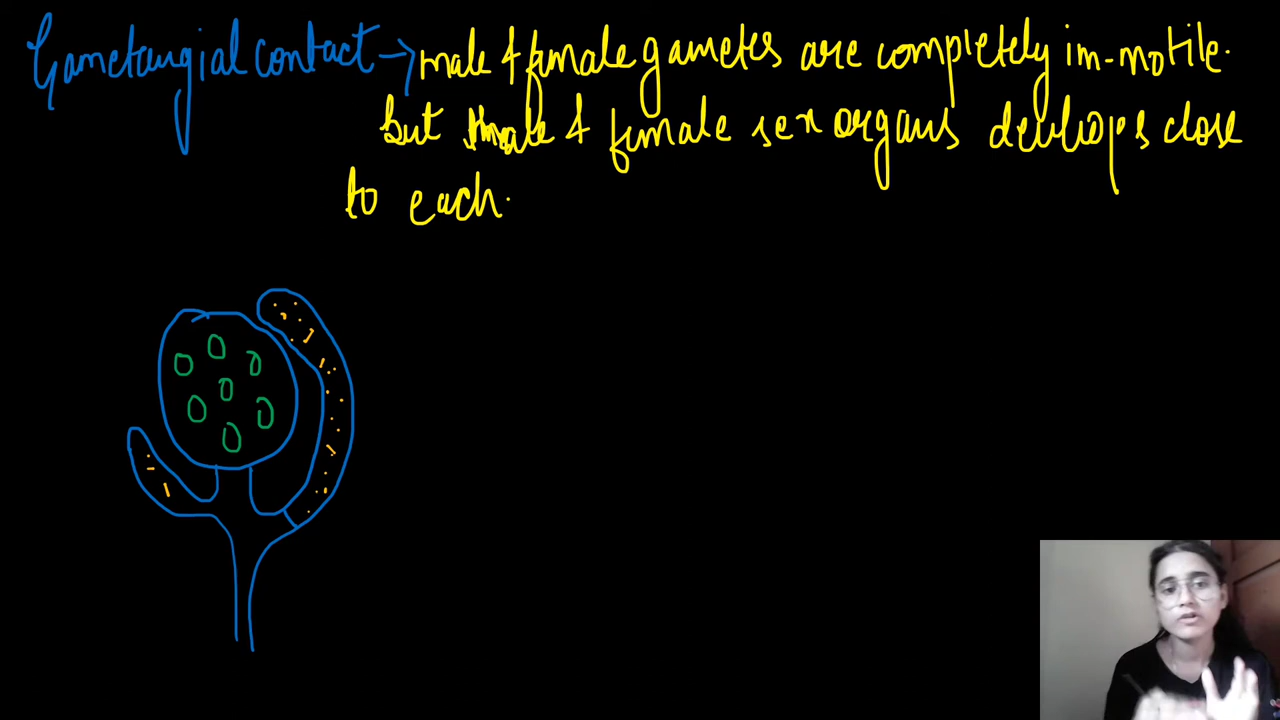 Gametangial contact → male & female gametes are completely im-motile.
But male & female sex organs develops close
to each.